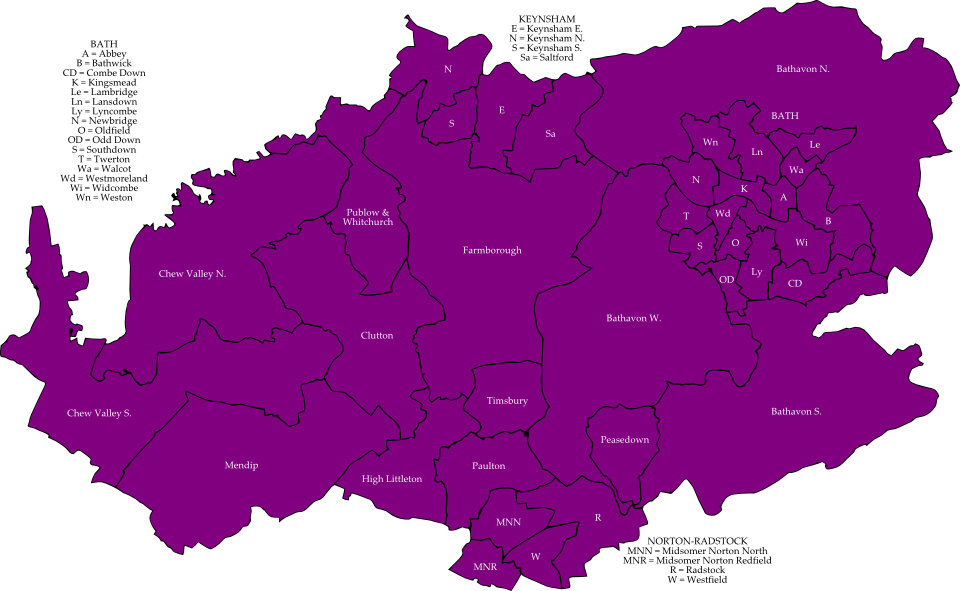 KEYNSHAM
E = Keynsham E.
N = Keynsham N.
S = Keynsham S.
Sa = Saltford
BATH
A = Abbey
B = Bathwick
CD = Combe Down
K = Kingsmead
Le = Lambridge
Ln = Lansdown
Ly = Lyncombe
N = Newbridge
O = Oldfield
OD = Odd Down
S = Southdown
T = Twerton
Wa = Walcot
Wd = Westmoreland
Wi = Widcombe
Wn = Weston
N
Bathavon N.
E
S
Sa
BATH
Wn
Ln
Le
Wa
N
K
A
Publow &
Whitchurch
T
Wd
B
Farmborough
S
O
Wi
Chew Valley N.
Ly
OD
CD
Bathavon W.
Clutton
Timsbury
Chew Valley S.
Bathavon S.
Peasedown
Mendip
Paulton
High Littleton
MNN
R
W
MNR
NORTON-RADSTOCK
MNN = Midsomer Norton North
MNR = Midsomer Norton Redfield
R = Radstock
W = Westfield